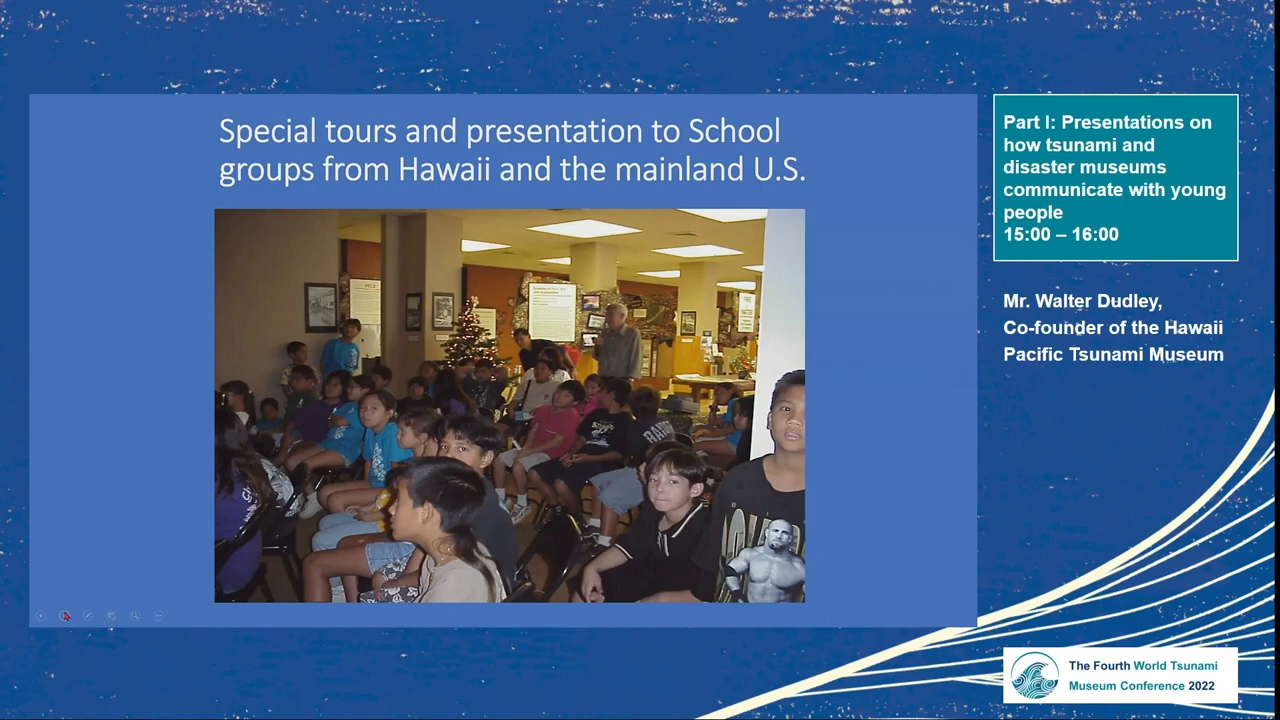 Special tours and presentation to School
groups from Hawaii and the mainland U.S.
Part I: Presentations on
how tsunami and
disaster museums
communicate with young
people
15:00 – 16:00
Mr. Walter Dudley,
Co-founder of the Hawaii
Pacific Tsunami Museum
The Fourth World Tsunami
Museum Conference 2022